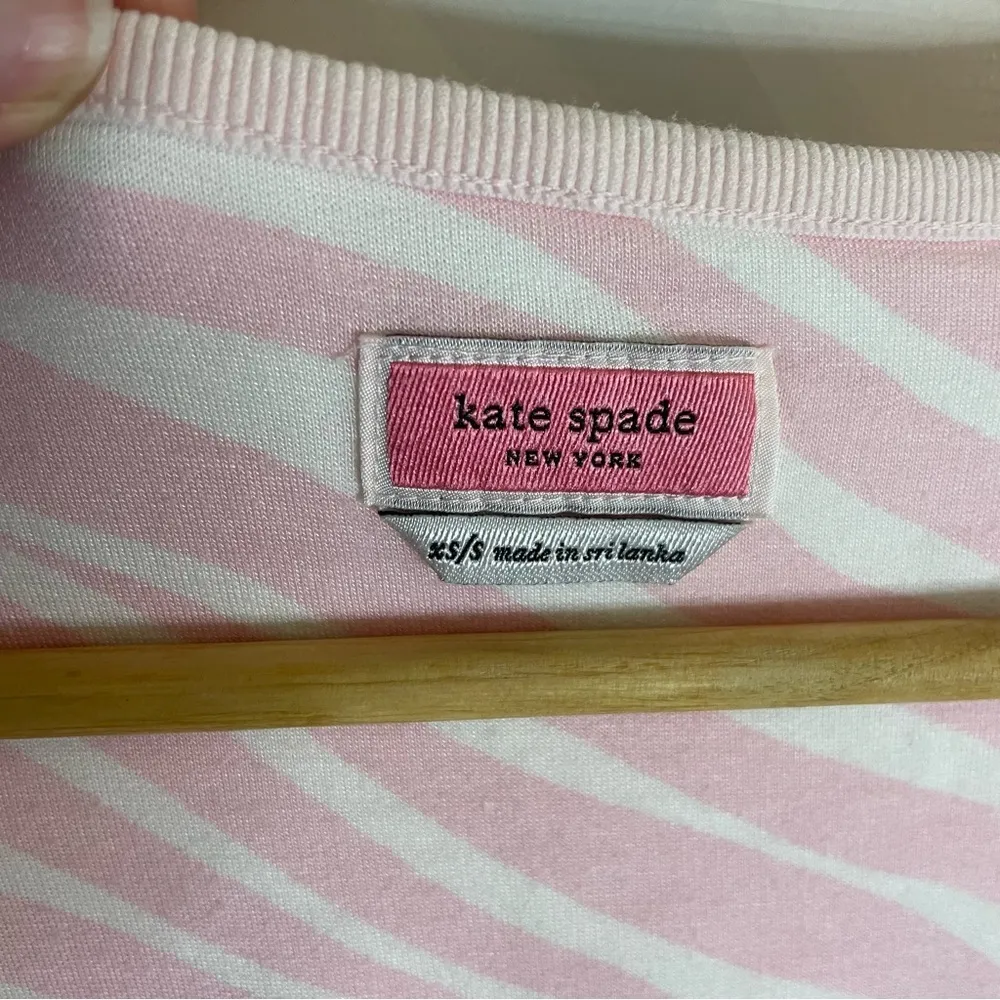 kate spade
NEW YORK
xs/s made in sri lanka